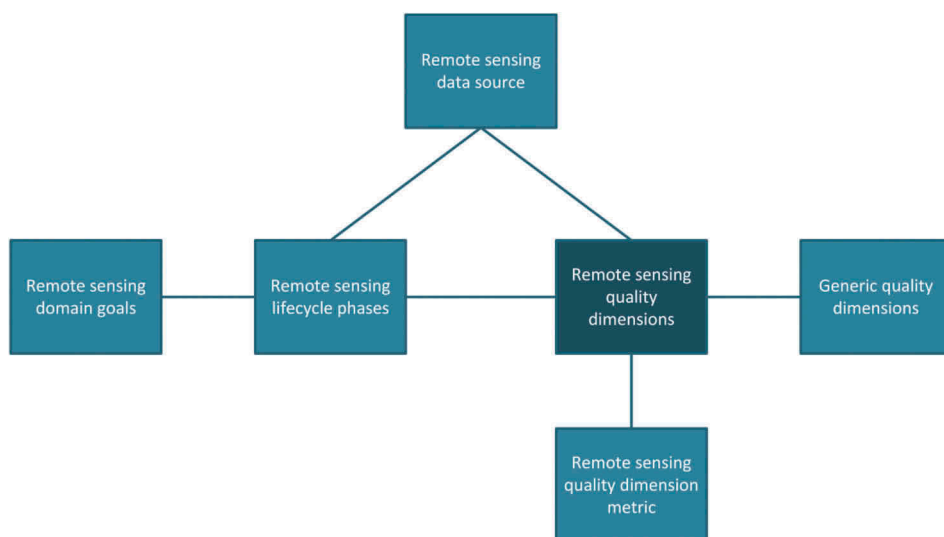 Remote sensing
data source
Remote sensing
domain goals
Remote sensing
lifecycle phases
Remote sensing
quality
dimensions
Generic quality
dimensions
Remote sensing
quality dimension
metric